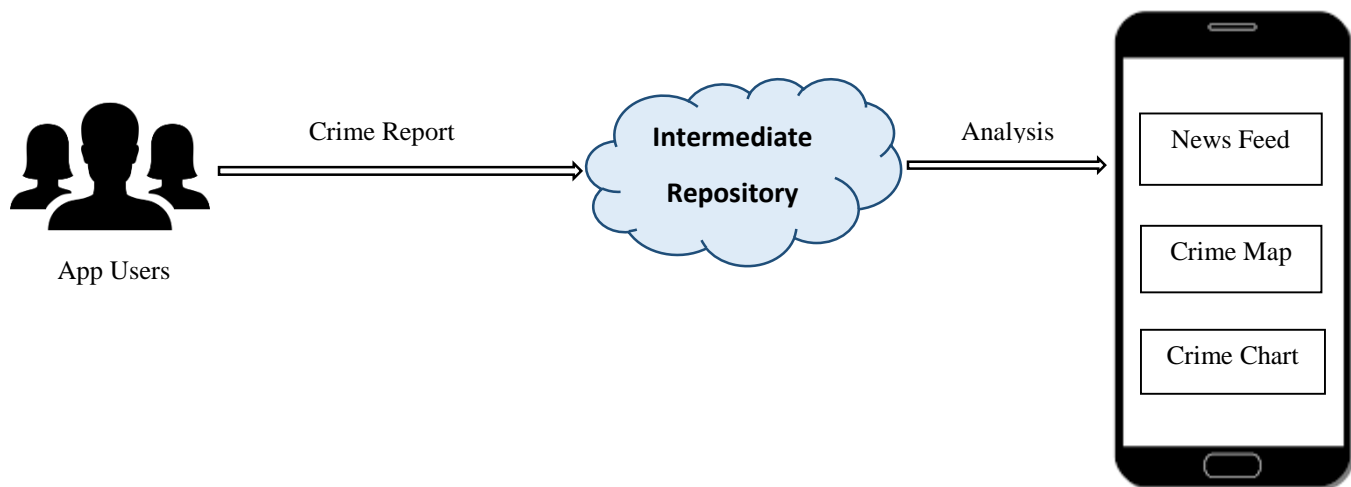 App Users
Crime Report
Intermediate
Repository
Analysis
News Feed
Crime Map
Crime Chart